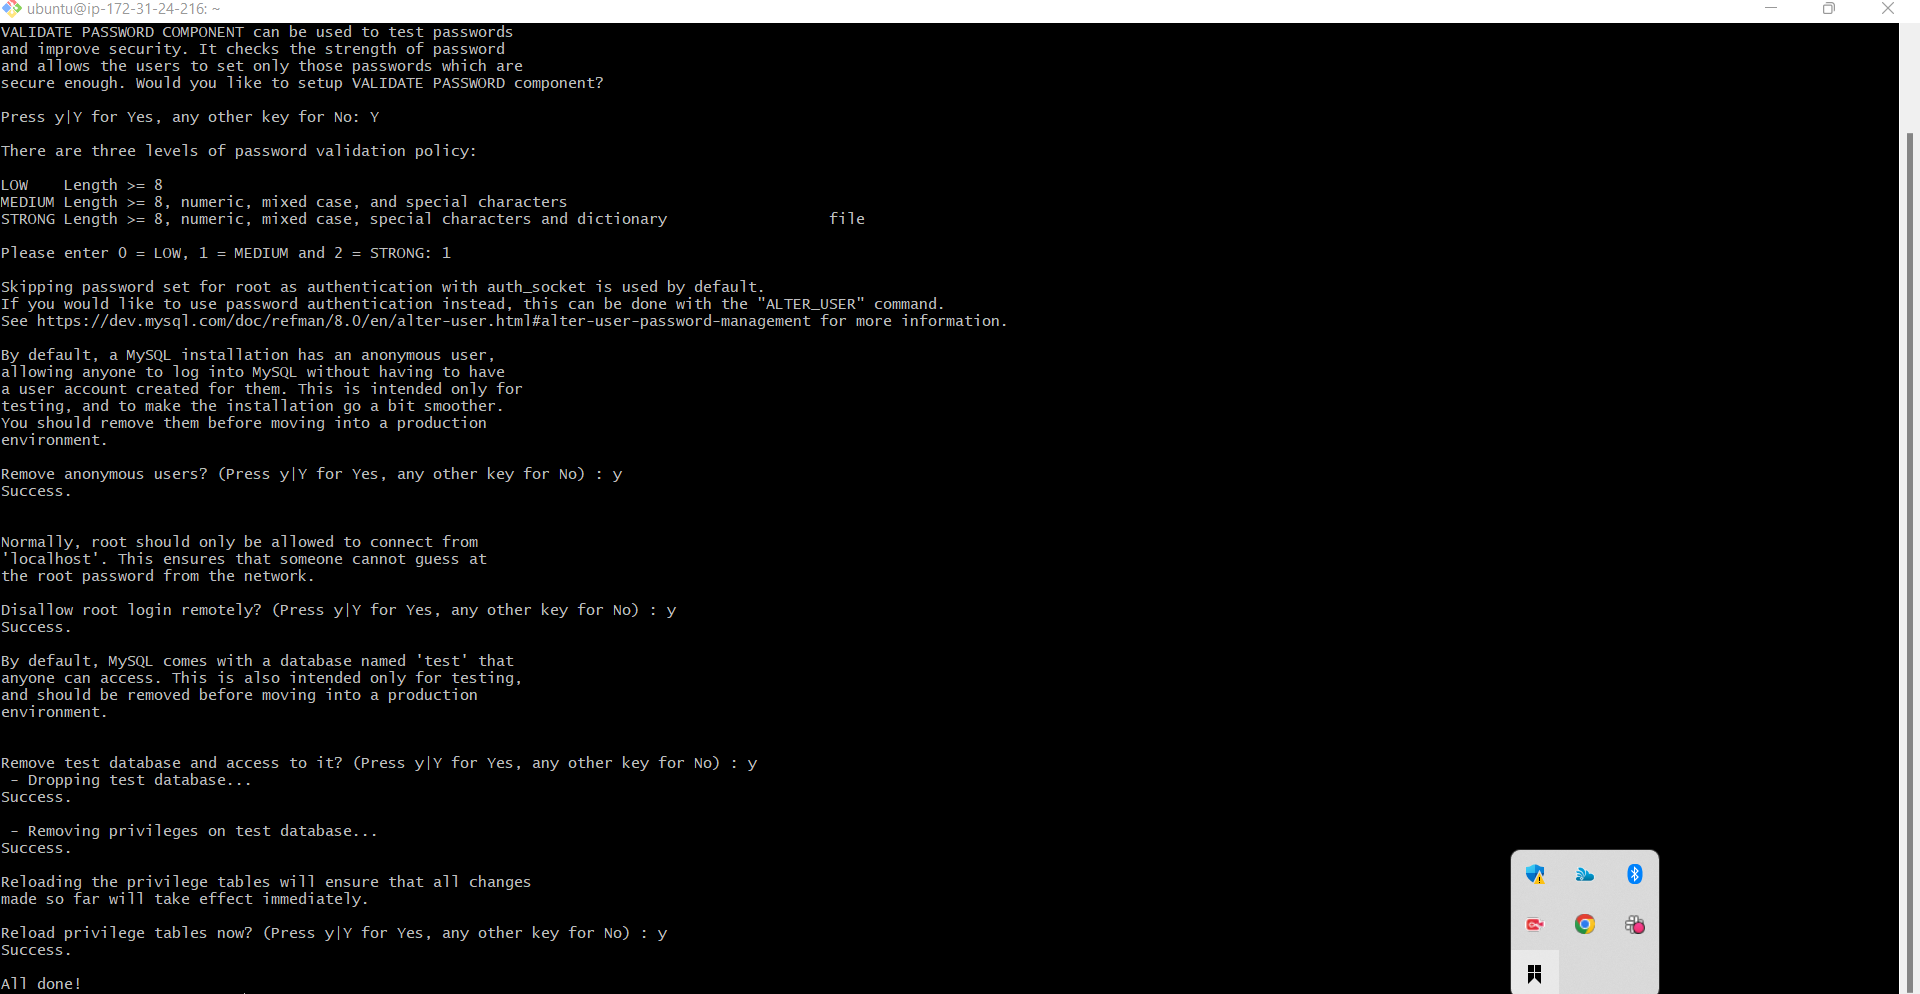 ubuntu@ip-172-31-24-216: ~
VALIDATE PASSWORD COMPONENT can be used to test passwords
and improve security. It checks the strength of password
and allows the users to set only those passwords which are
secure enough. Would you like to setup VALIDATE PASSWORD component?
Press y|Y for Yes, any other key for No: Y
There are three levels of password validation policy:
LOW    Length >= 8
MEDIUM Length >= 8, numeric, mixed case, and special characters
STRONG Length >= 8, numeric, mixed case, special characters and dictionary                  file
Please enter 0 = LOW, 1 = MEDIUM and 2 = STRONG: 1
Skipping password set for root as authentication with auth_socket is used by default.
If you would like to use password authentication instead, this can be done with the "ALTER_USER" command.
See https://dev.mysql.com/doc/refman/8.0/en/alter-user.html#alter-user-password-management for more information.
By default, a MySQL installation has an anonymous user,
allowing anyone to log into MySQL without having to have
a user account created for them. This is intended only for
testing, and to make the installation go a bit smoother.
You should remove them before moving into a production
environment.
Remove anonymous users? (Press y|Y for Yes, any other key for No) : y
Success.
Normally, root should only be allowed to connect from
'localhost'. This ensures that someone cannot guess at
the root password from the network.
Disallow root login remotely? (Press y|Y for Yes, any other key for No) : y
Success.
By default, MySQL comes with a database named 'test' that
anyone can access. This is also intended only for testing,
and should be removed before moving into a production
environment.
Remove test database and access to it? (Press y|Y for Yes, any other key for No) : y
 - Dropping test database...
Success.
 - Removing privileges on test database...
Success.
Reloading the privilege tables will ensure that all changes
made so far will take effect immediately.
Reload privilege tables now? (Press y|Y for Yes, any other key for No) : y
Success.
All done!